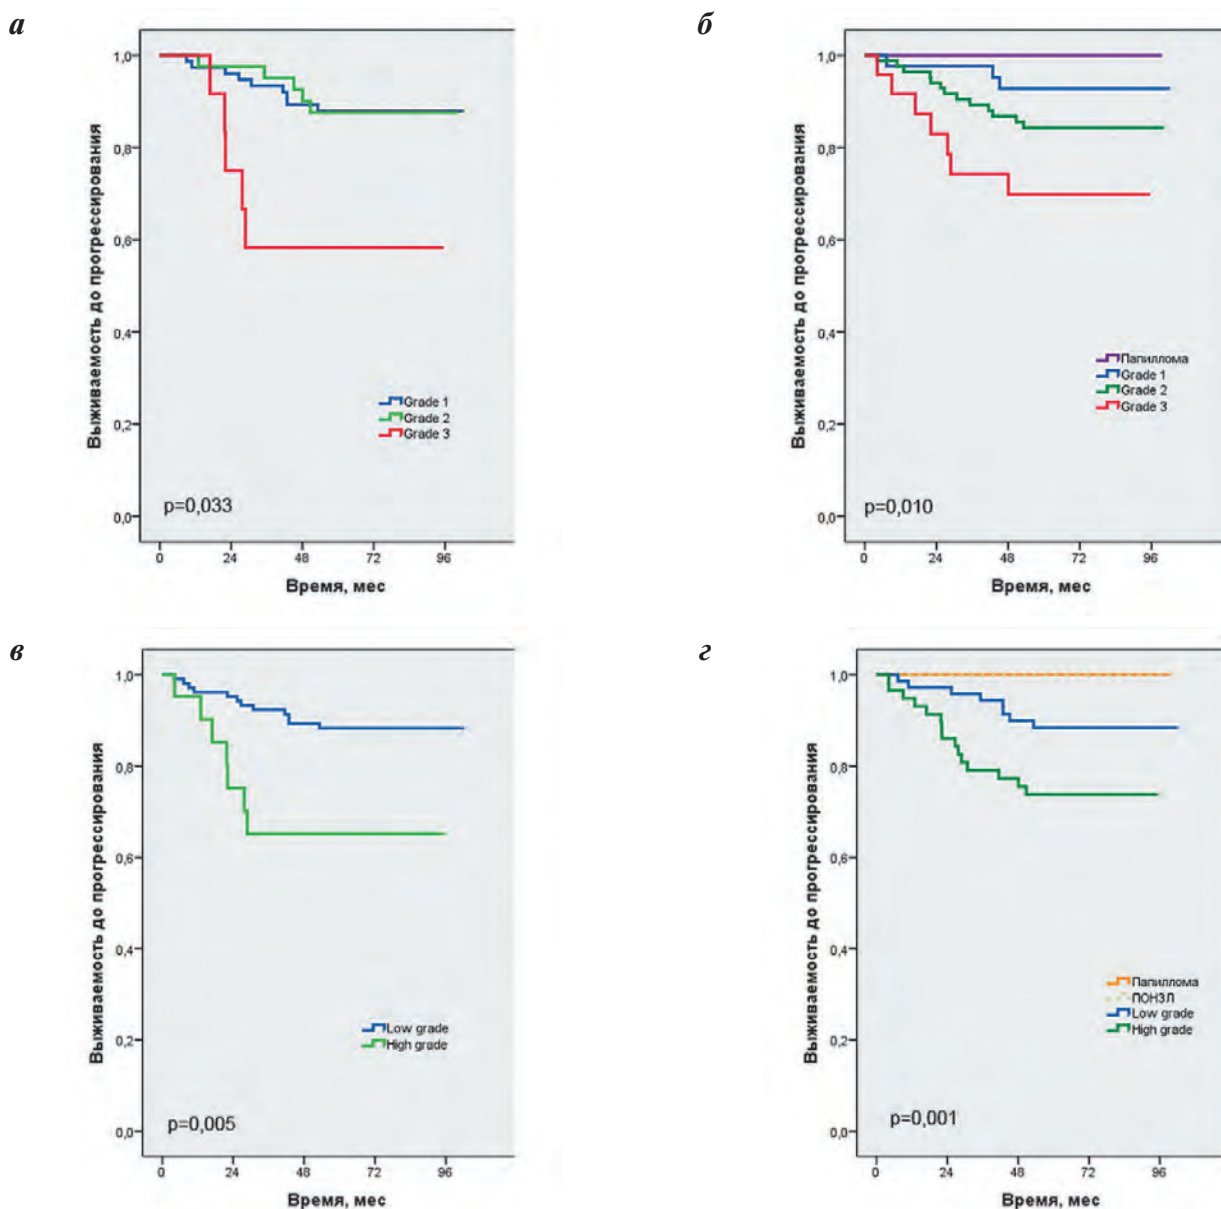 а
Выживаемость до прогрессирования
1,0
0,8
0,6
0,4
0,2
0,0
Grade 1
Grade 2
Grade 3
p=0,033
0 24 48 72 96
Время, мес
б
Выживаемость до прогрессирования
1,0
0,8
0,6
0,4
0,2
0,0
Папиллома
Grade 1
Grade 2
Grade 3
p=0,010
0 24 48 72 96
Время, мес
в
Выживаемость до прогрессирования
1,0
0,8
0,6
0,4
0,2
0,0
Low grade
High grade
p=0,005
0 24 48 72 96
Время, мес
г
Выживаемость до прогрессирования
1,0
0,8
0,6
0,4
0,2
0,0
Папиллома
ПОНЗЛ
Low grade
High grade
p=0,001
0 24 48 72 96
Время, мес